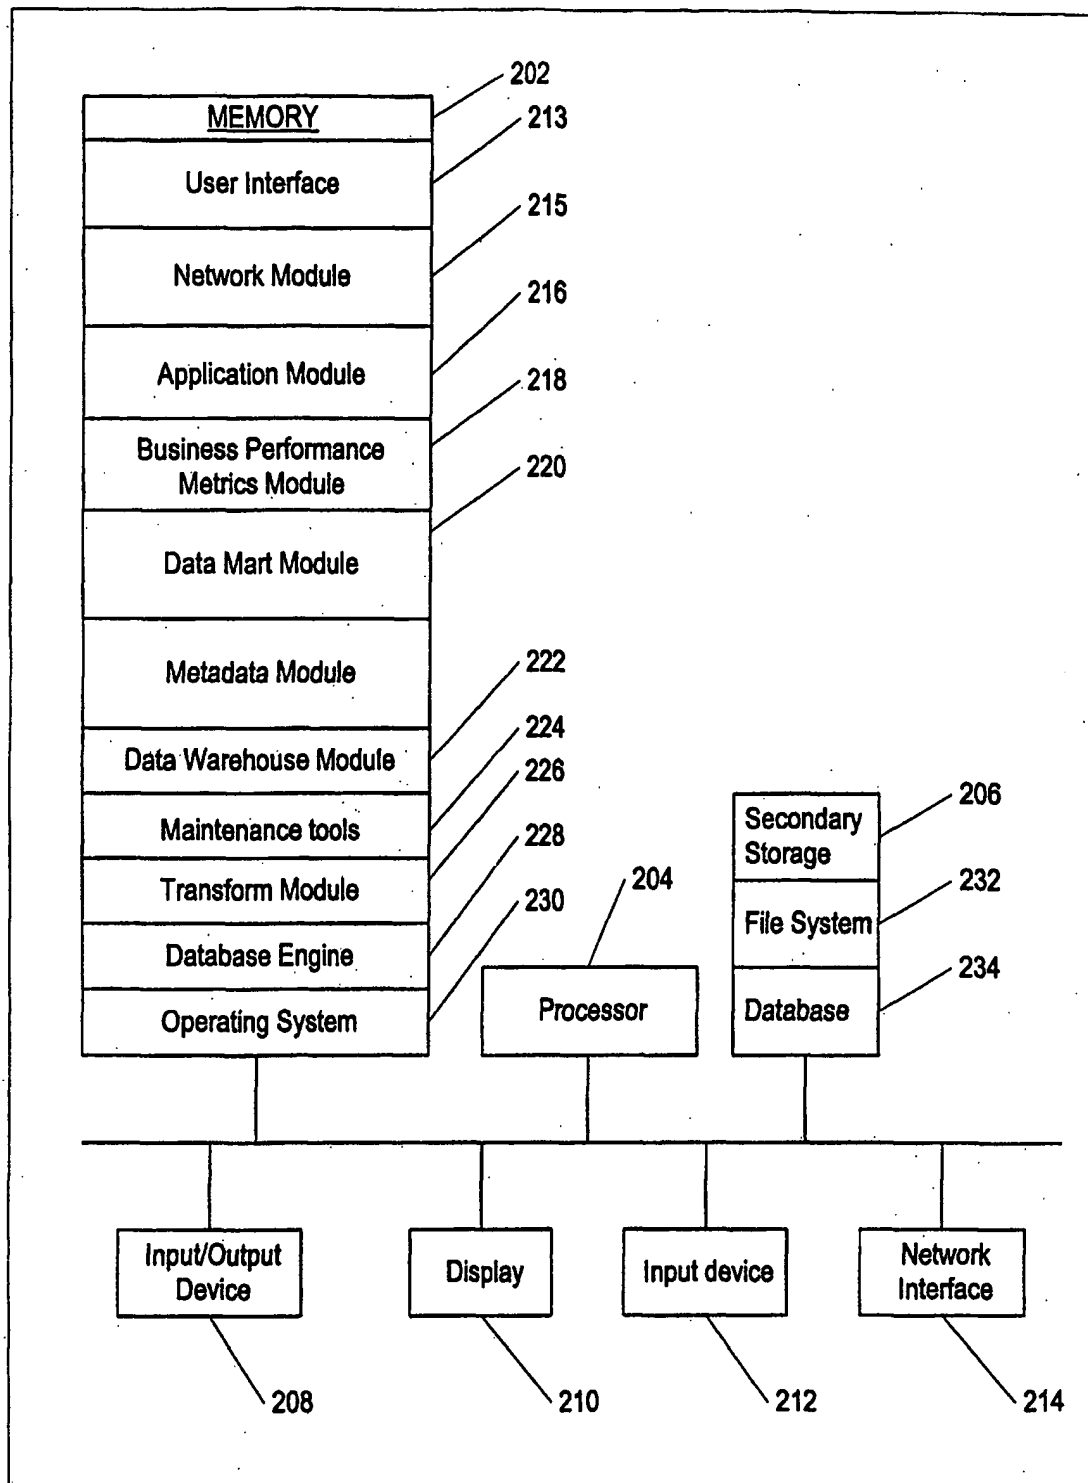 202
MEMORY
213
User Interface
215
Network Module
216
Application Module
218
Business Performance
Metrics Module
220
Data Mart Module
Metadata Module
222
Data Warehouse Module
224
226
Maintenance tools
228
Transform Module
230
Database Engine
Operating System
204
Processor
206
Secondary
Storage
232
File System
234
Database
Input/Output
Device
Display
Input device
Network
Interface
208
210
212
214